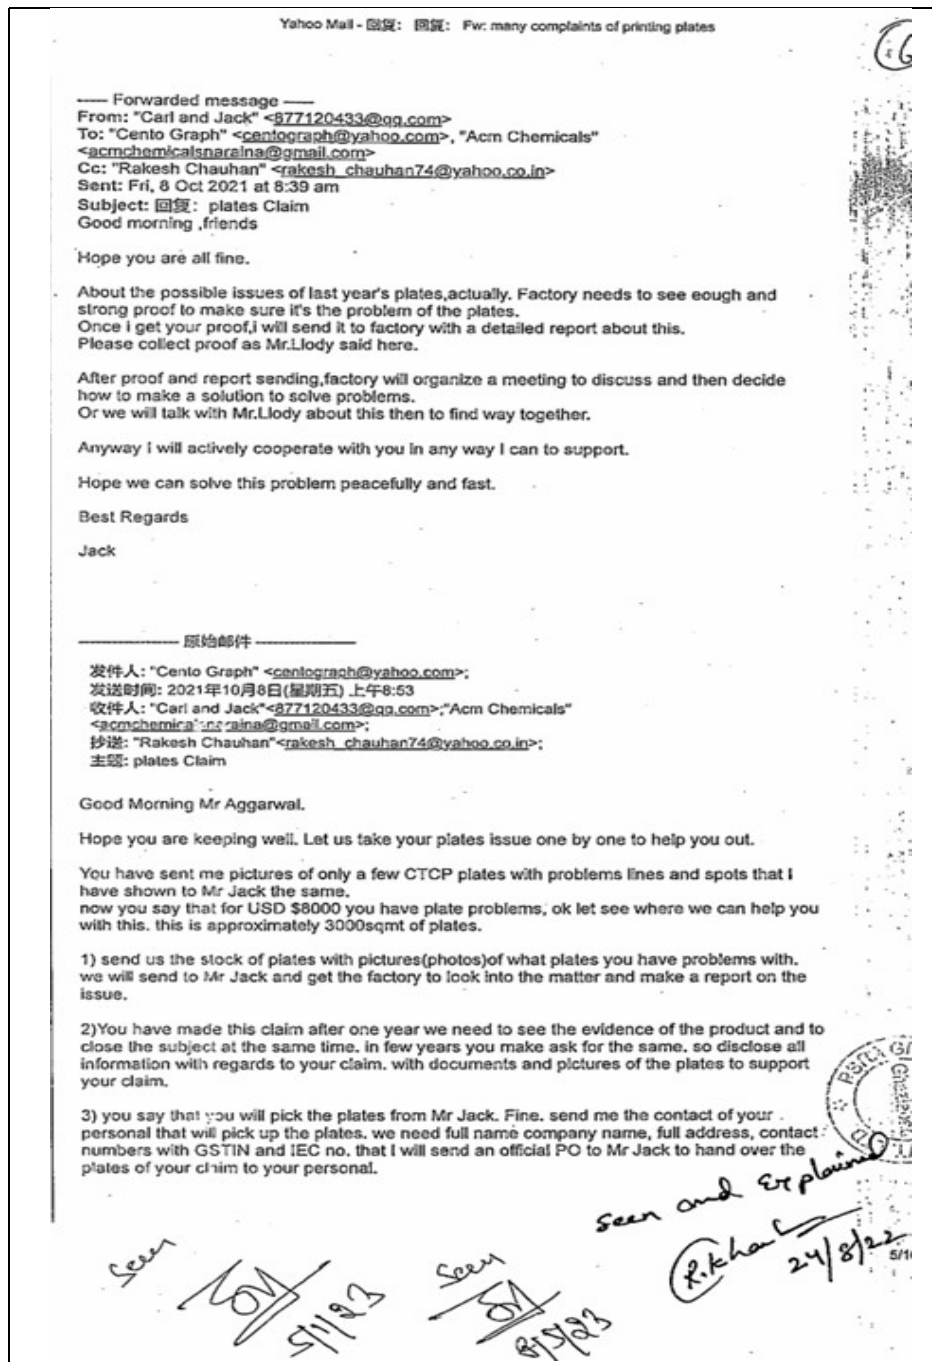 Yahoo Mail - 回复： 回复： Fw: many complaints of printing plates
----- Forwarded message -----
From: "Carl and Jack" <877120433@qq.com>
To: "Cento Graph" <centograph@yahoo.com>, "Acm Chemicals"
<acmchemicalsnaraina@gmail.com>
Cc: "Rakesh Chauhan" <rakesh_chauhan74@yahoo.co.in>
Sent: Fri, 8 Oct 2021 at 8:39 am
Subject: 回复： plates Claim
Good morning ,friends
Hope you are all fine.
About the possible issues of last year's plates,actually. Factory needs to see eough and
strong proof to make sure it's the problem of the plates.
Once i get your proof,i will send it to factory with a detailed report about this.
Please collect proof as Mr.Llody said here.
After proof and report sending,factory will organize a meeting to discuss and then decide
how to make a solution to solve problems.
Or we will talk with Mr.Llody about this then to find way together.
Anyway i will actively cooperate with you in any way I can to support.
Hope we can solve this problem peacefully and fast.
Best Regards
Jack
------------------ 原始邮件 ------------------
发件人: "Cento Graph" <centograph@yahoo.com>;
发送时间: 2021年10月8日(星期五) 上午8:53
收件人: "Carl and Jack"<877120433@qq.com>;"Acm Chemicals"
<acmchemicalsnaraina@gmail.com>;
抄送: "Rakesh Chauhan"<rakesh_chauhan74@yahoo.co.in>;
主题: plates Claim
Good Morning Mr Aggarwal.
Hope you are keeping well. Let us take your plates issue one by one to help you out.
You have sent me pictures of only a few CTCP plates with problems lines and spots that I
have shown to Mr Jack the same.
now you say that for USD $8000 you have plate problems, ok let see where we can help you
with this. this is approximately 3000sqmt of plates.
1) send us the stock of plates with pictures(photos)of what plates you have problems with.
we will send to Mr Jack and get the factory to look into the matter and make a report on the
issue.
2)You have made this claim after one year we need to see the evidence of the product and to
close the subject at the same time. in few years you make ask for the same. so disclose all
information with regards to your claim. with documents and pictures of the plates to support
your claim.
3) you say that you will pick the plates from Mr Jack. Fine. send me the contact of your
personal that will pick up the plates. we need full name company name, full address, contact
numbers with GSTIN and IEC no. that I will send an official PO to Mr Jack to hand over the
plates of your claim to your personal.
Seen and Explained
R.Khan
24/8/22
5/1
Seen
5/1/23
Seen
8/5/23